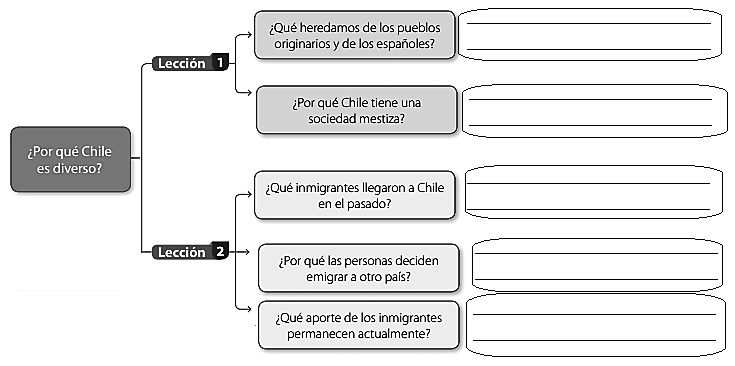 ¿Por qué Chile
es diverso?
Lección 1
¿Qué heredamos de los pueblos
originarios y de los españoles?
¿Por qué Chile tiene una
sociedad mestiza?
Lección 2
¿Qué inmigrantes llegaron a Chile
en el pasado?
¿Por qué las personas deciden
emigrar a otro país?
¿Qué aporte de los inmigrantes
permanecen actualmente?